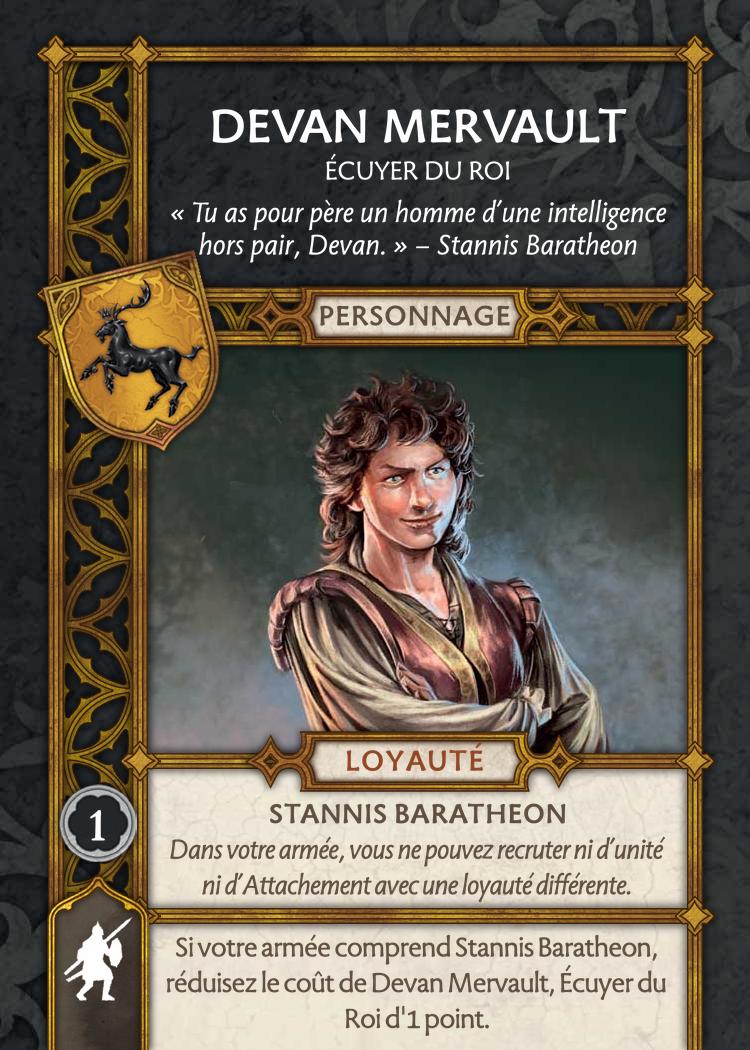 DEVAN MERVAULT
ÉCUYER DU ROI
« Tu as pour père un homme d'une intelligence
hors pair, Devan. » – Stannis Baratheon
PERSONNAGE
LOYAUTÉ
1
STANNIS BARATHEON
Dans votre armée, vous ne pouvez recruter ni d'unité
ni d'Attachement avec une loyauté différente.
Si votre armée comprend Stannis Baratheon,
réduisez le coût de Devan Mervault, Écuyer du
Roi d'1 point.